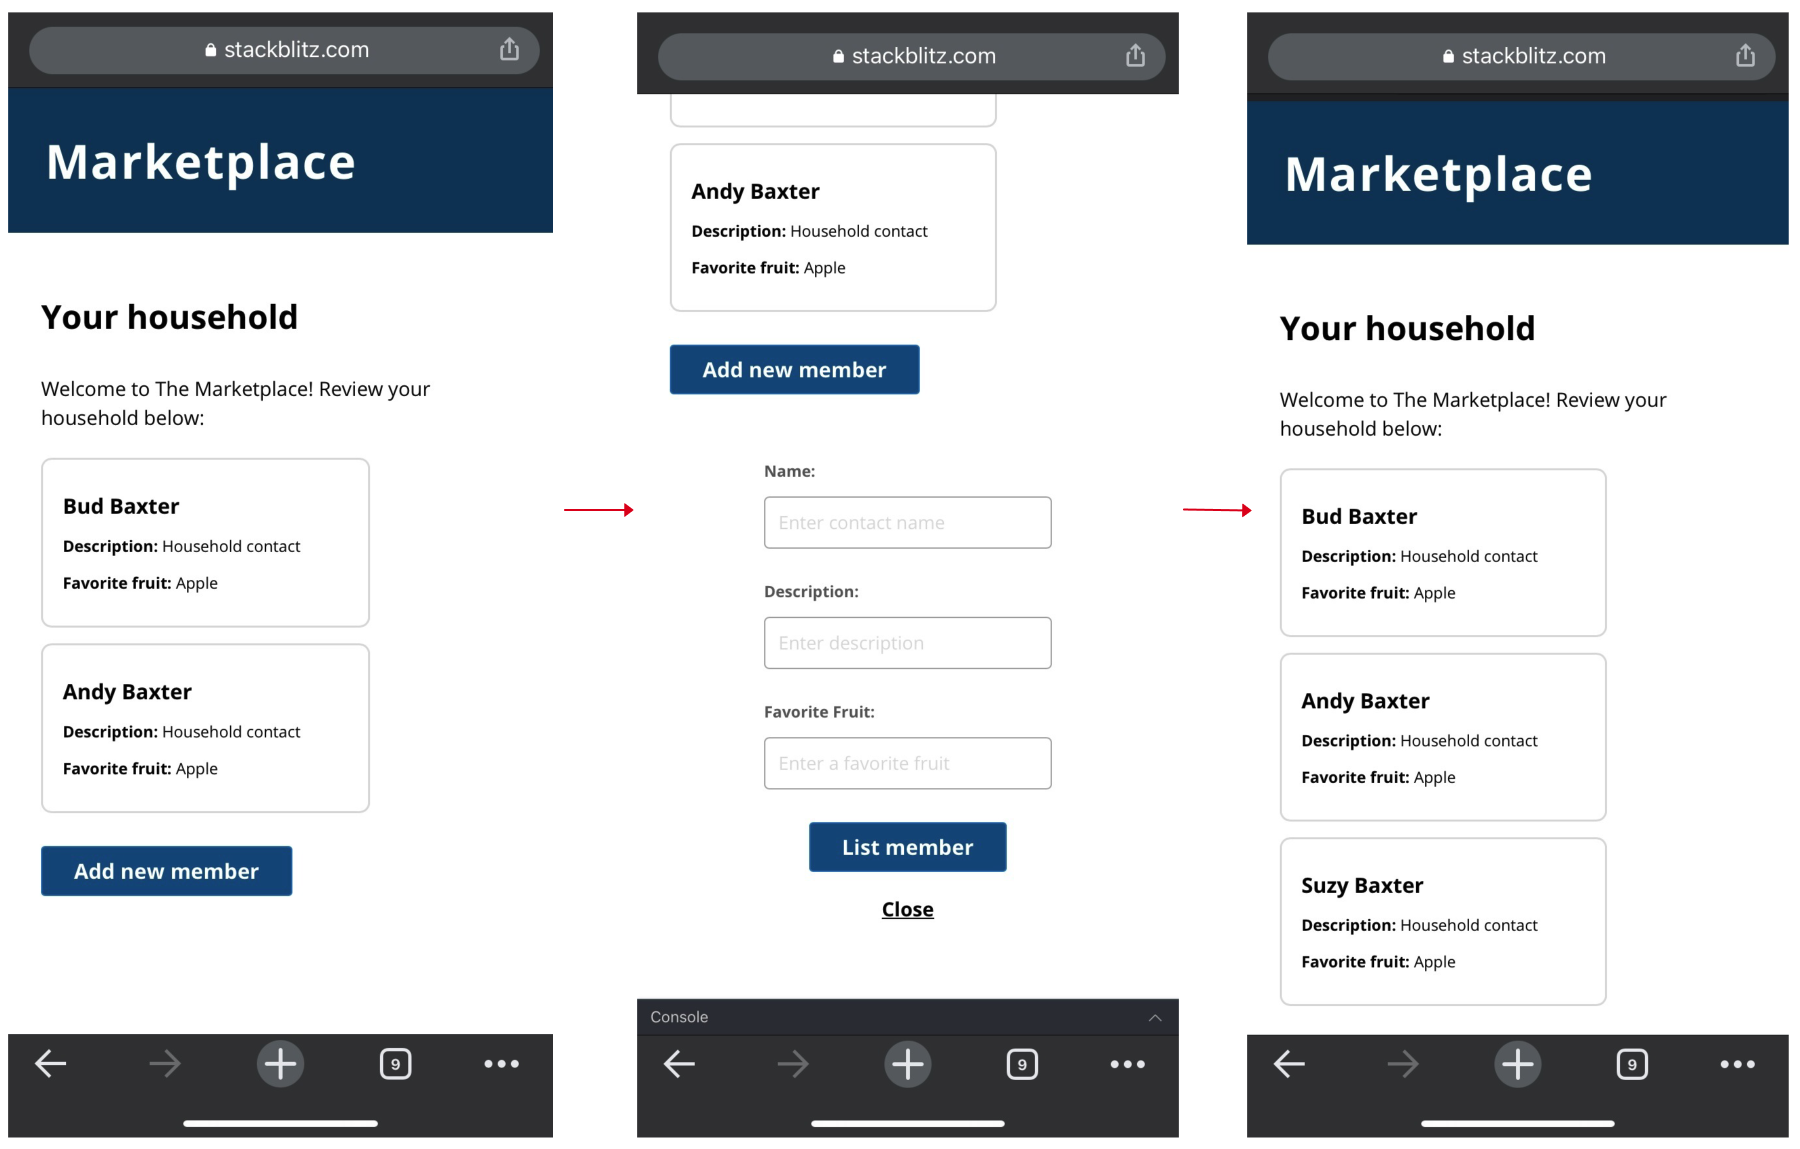 stackblitz.com
Marketplace
Your household
Welcome to The Marketplace! Review your
household below:
Bud Baxter
Description: Household contact
Favorite fruit: Apple
Andy Baxter
Description: Household contact
Favorite fruit: Apple
Add new member
9
stackblitz.com
Andy Baxter
Description: Household contact
Favorite fruit: Apple
Add new member
Name:
Enter contact name
Description:
Enter description
Favorite Fruit:
Enter a favorite fruit
List member
Close
Console
9
stackblitz.com
Marketplace
Your household
Welcome to The Marketplace! Review your
household below:
Bud Baxter
Description: Household contact
Favorite fruit: Apple
Andy Baxter
Description: Household contact
Favorite fruit: Apple
Suzy Baxter
Description: Household contact
Favorite fruit: Apple
9